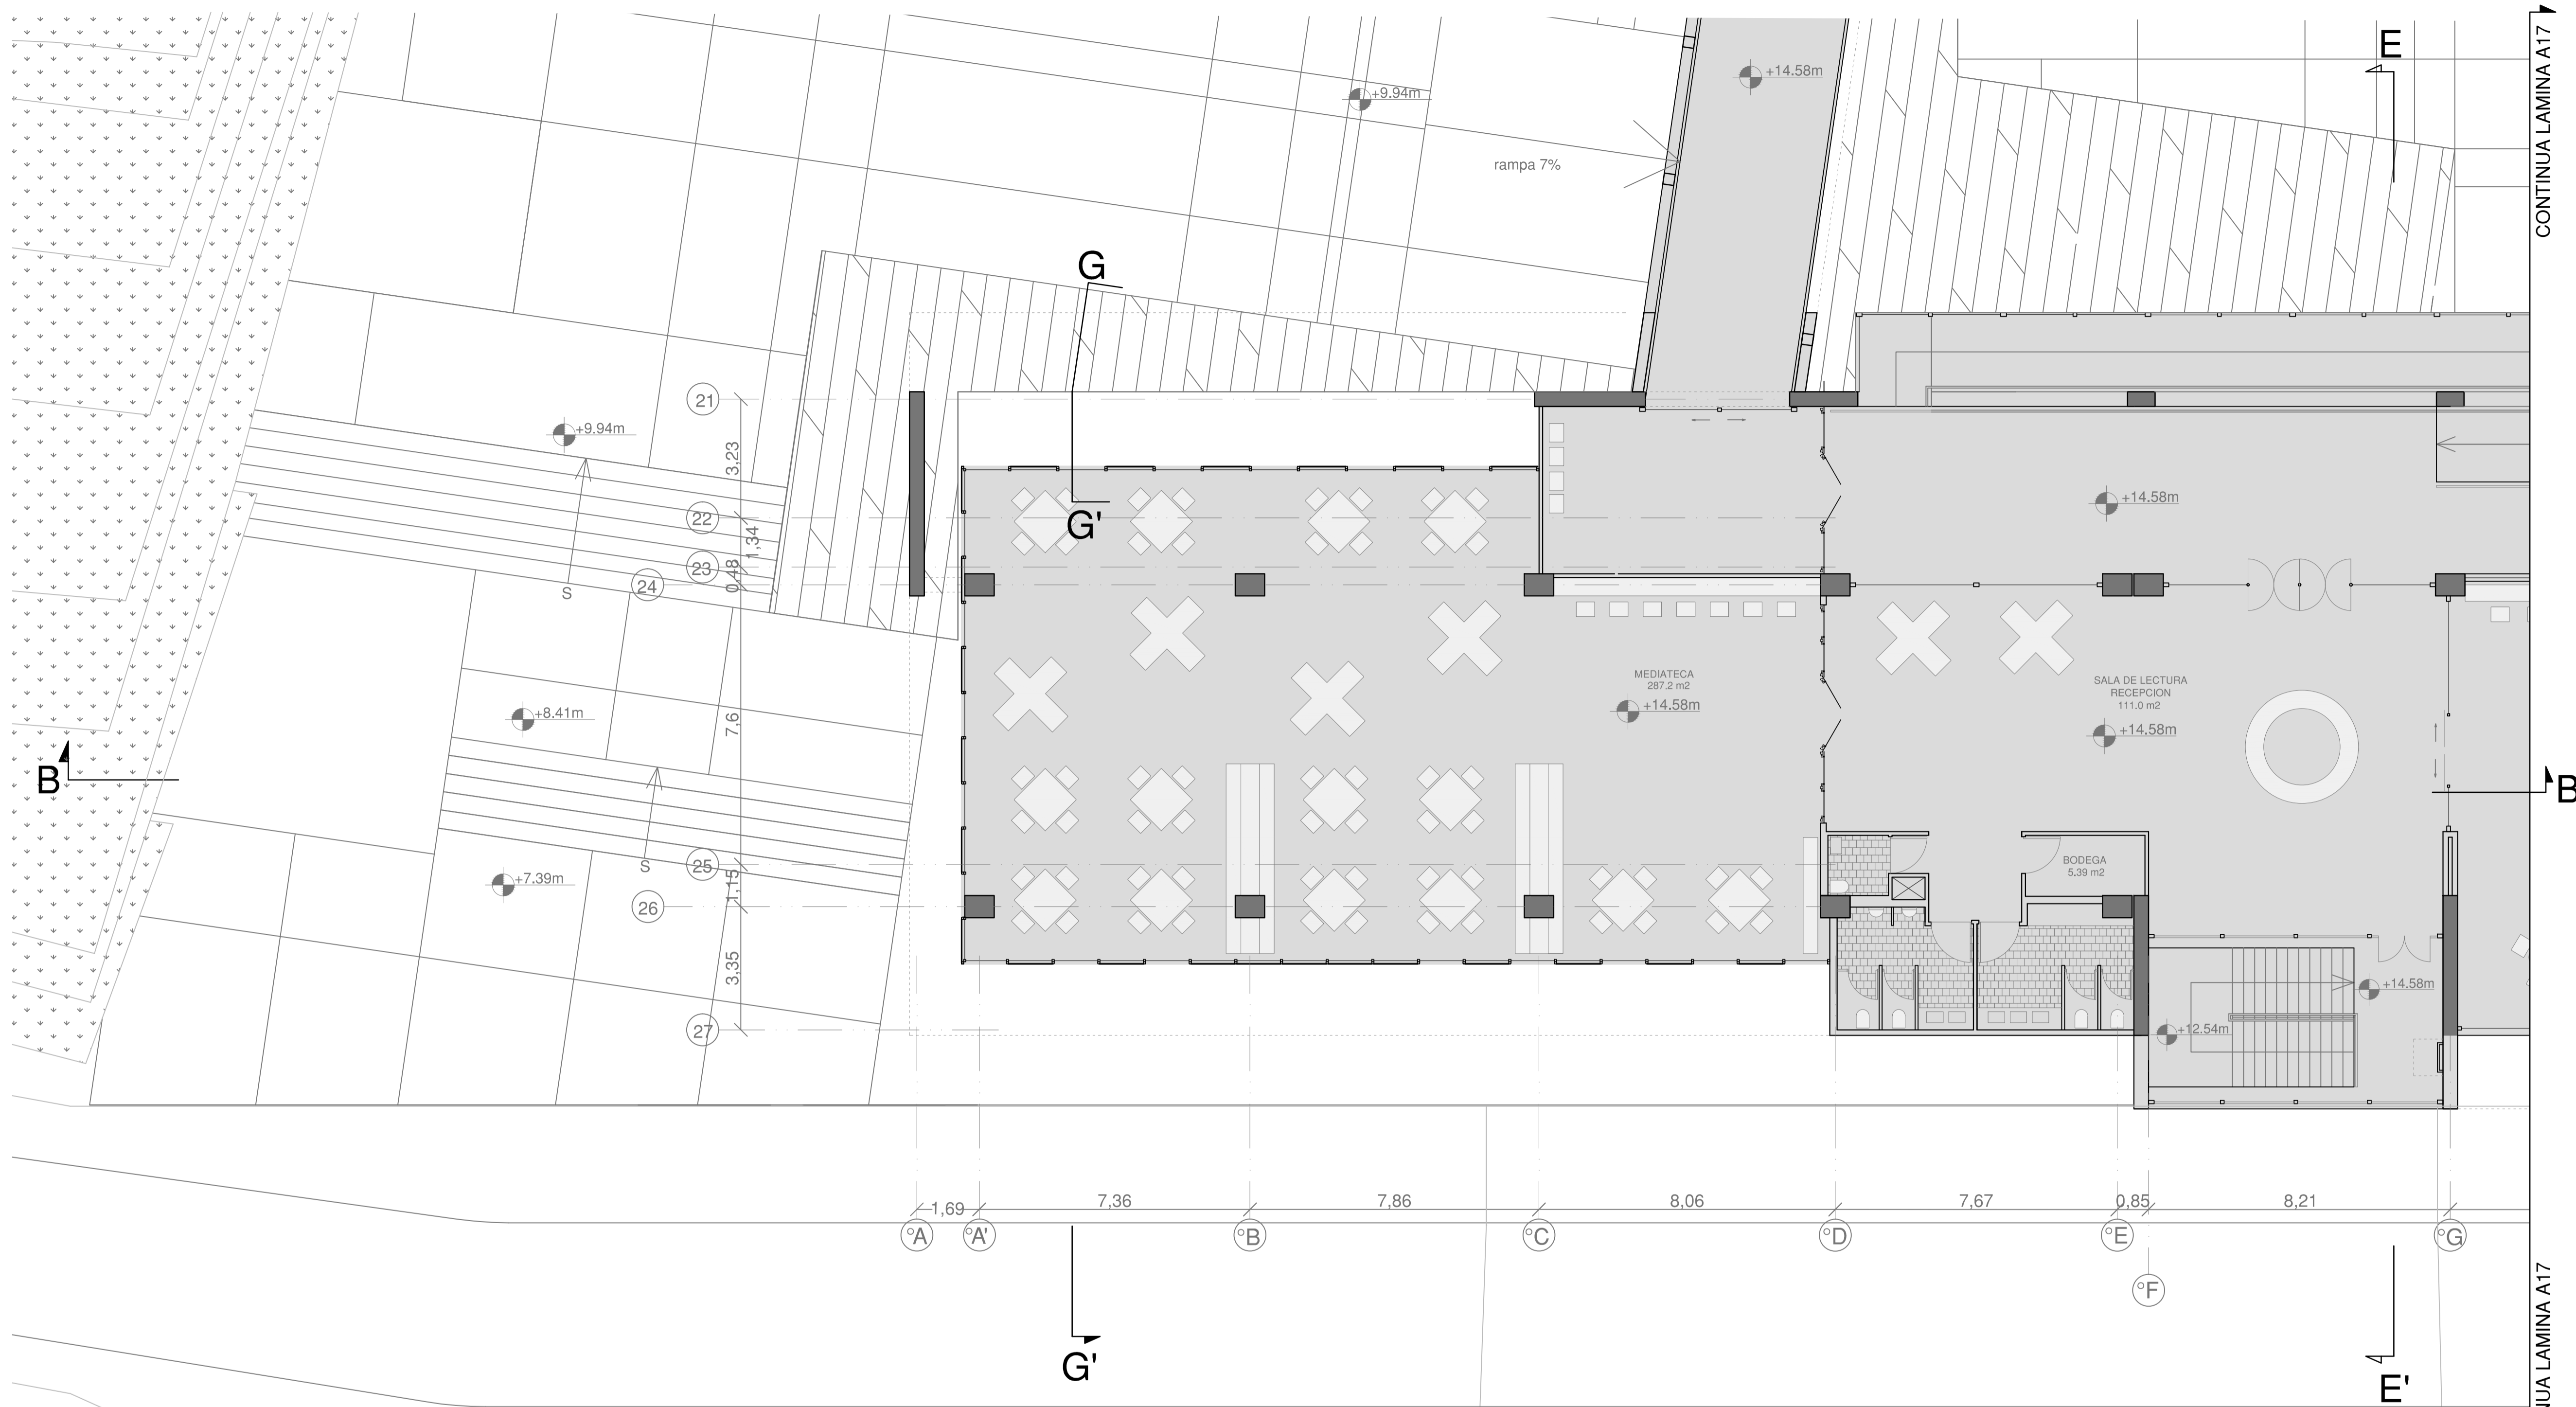 E
CONTINUA LAMINA A17
+14.58m
+9.94m
rampa 7%
G
21
+9.94m
3,23
22
G'
+14.58m
1,34
23
0,48
24
S
MEDIATECA
287.2 m2
+14.58m
SALA DE LECTURA
RECEPCION
111.0 m2
+14.58m
+8.41m
7,6
B
B
25
S
BODEGA
5.39 m2
+7.39m
1,15
26
3,35
+14.58m
27
+12.54m
1,69
7,36
7,86
8,06
7,67
0,85
8,21
°A
°A'
°B
°C
°D
°E
°G
°F
G'
E'
NUA LAMINA A17